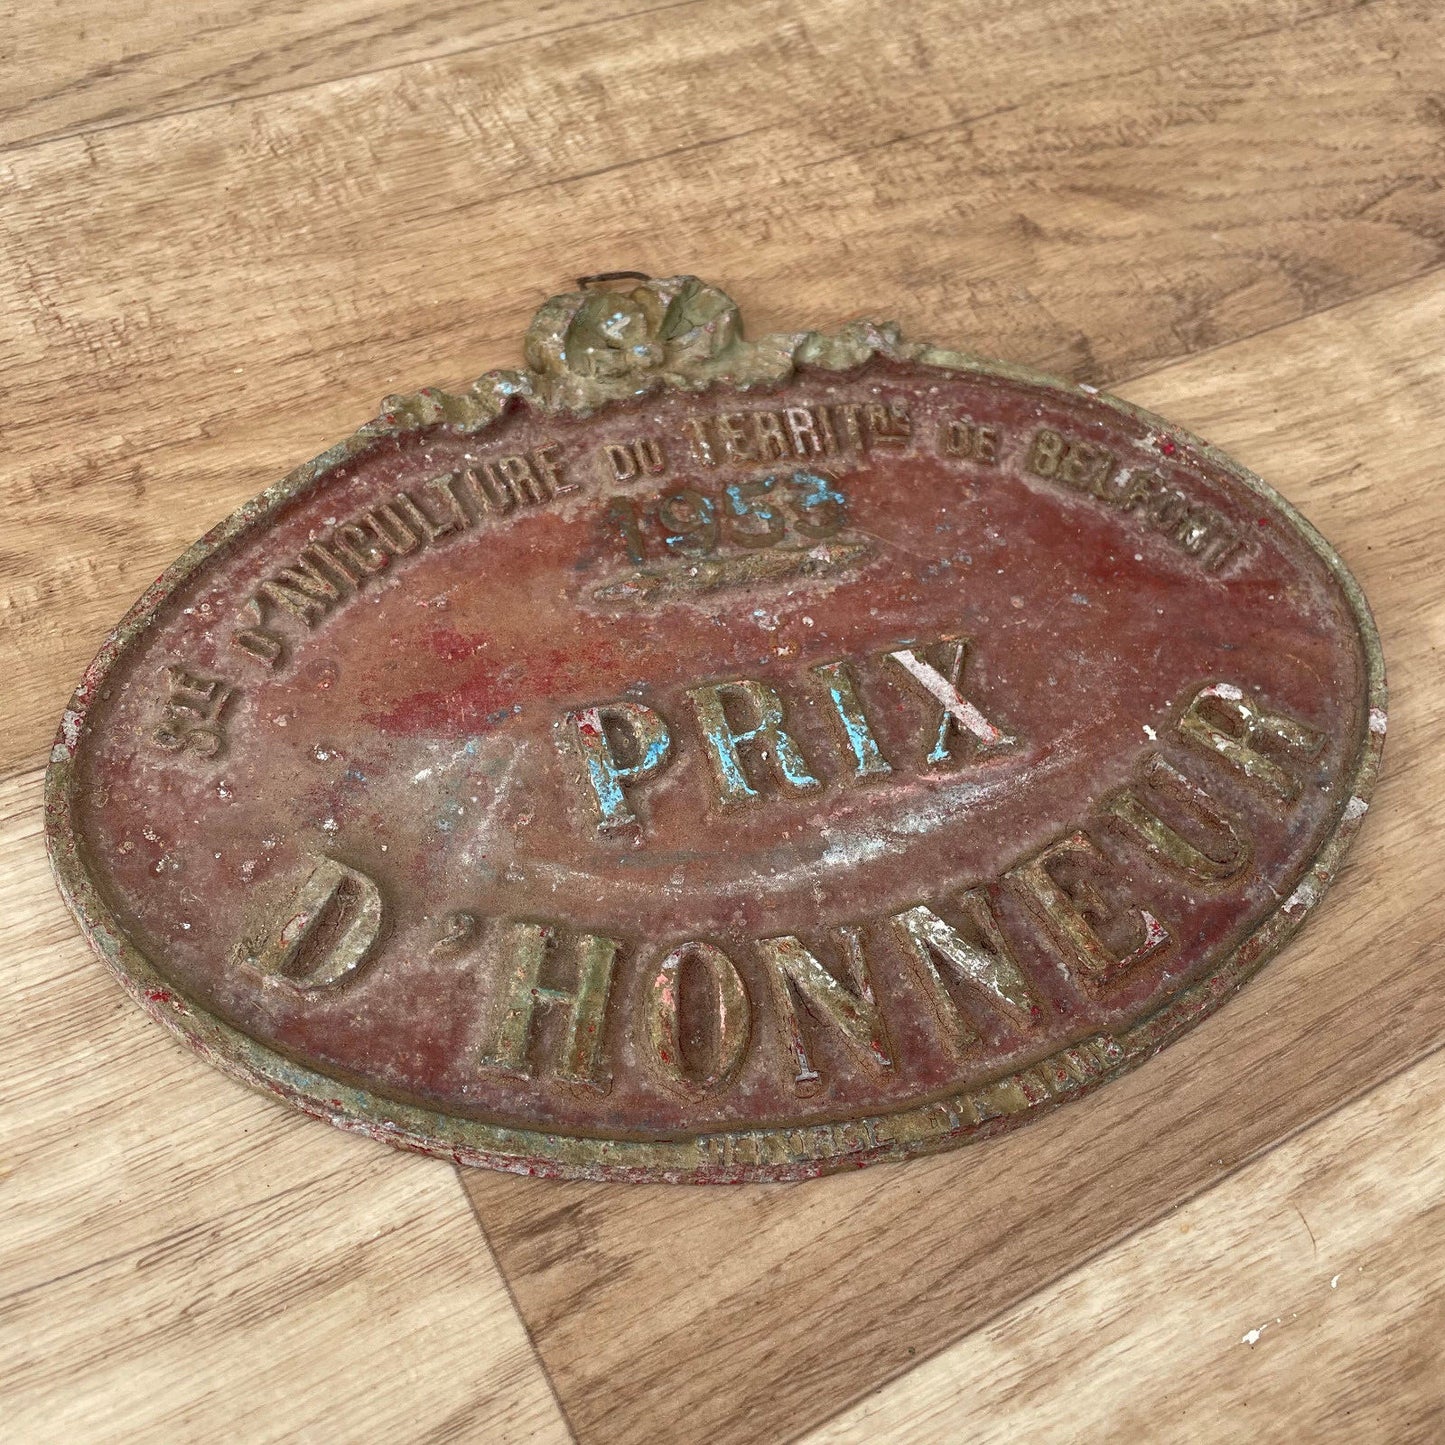 Sᵗᴱ D'AVICULTURE DU TERRITᴿᴱ DE BELFORT
1953
PRIX
D'HONNEUR